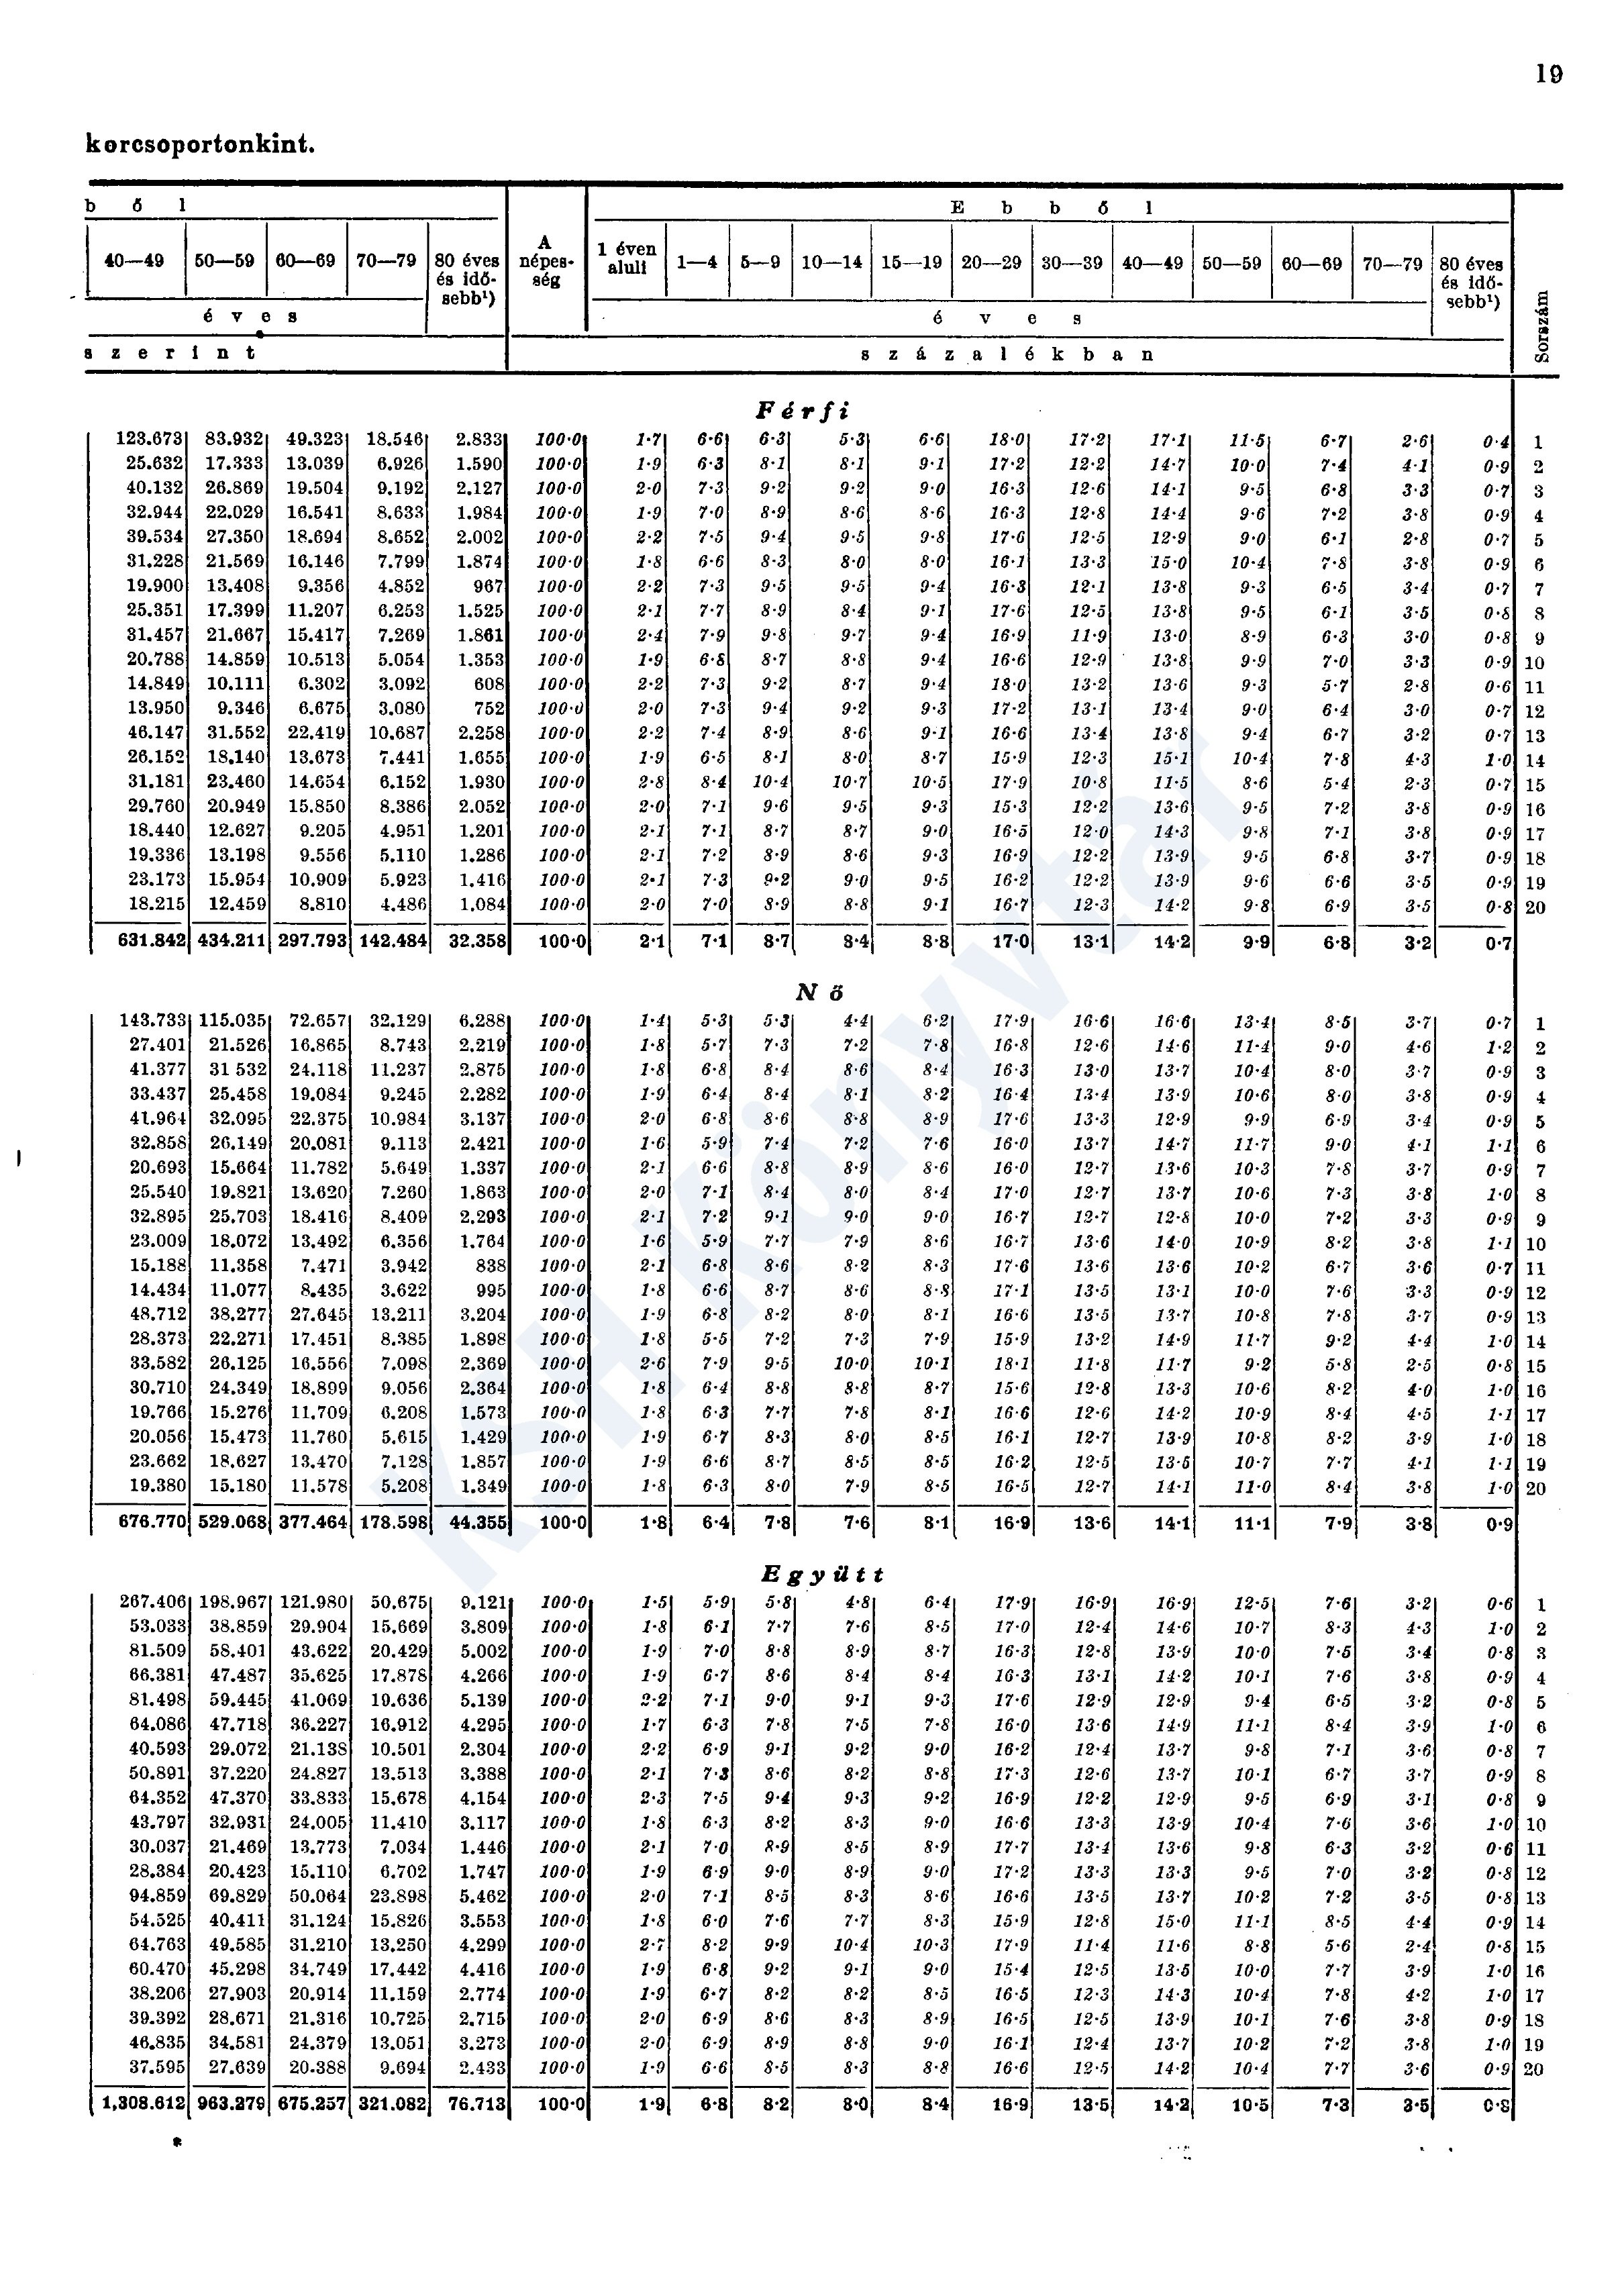 19
korcsoportonkint.
b ő l
E b b ő l
40—49 50—59 60—69 70—79 80 éves és idősebb¹) A népesség 1 éven aluli 1—4 5—9 10—14 15—19 20—29 30—39 40—49 50—59 60—69 70—79 80 éves és idősebb¹) Sorszám
é v e s é v e s
s z e r i n t s z á z a l é k b a n
Férfi
123.673 83.932 49.323 18.546 2.833 100·0 1·7 6·6 6·3 5·3 6·6 18·0 17·2 17·1 11·5 6·7 2·6 0·4 1
25.632 17.333 13.039 6.926 1.590 100·0 1·9 6·3 8·1 8·1 9·1 17·2 12·2 14·7 10·0 7·4 4·1 0·9 2
40.132 26.869 19.504 9.192 2.127 100·0 2·0 7·3 9·2 9·2 9·0 16·3 12·6 14·1 9·5 6·8 3·3 0·7 3
32.944 22.029 16.541 8.633 1.984 100·0 1·9 7·0 8·9 8·6 8·6 16·3 12·8 14·4 9·6 7·2 3·8 0·9 4
39.534 27.350 18.694 8.652 2.002 100·0 2·2 7·5 9·4 9·5 9·8 17·6 12·5 12·9 9·0 6·1 2·8 0·7 5
31.228 21.569 16.146 7.799 1.874 100·0 1·8 6·6 8·3 8·0 8·0 16·1 13·3 15·0 10·4 7·8 3·8 0·9 6
19.900 13.408 9.356 4.852 967 100·0 2·2 7·3 9·5 9·5 9·4 16·3 12·1 13·8 9·3 6·5 3·4 0·7 7
25.351 17.399 11.207 6.253 1.525 100·0 2·1 7·7 8·9 8·4 9·1 17·6 12·5 13·8 9·5 6·1 3·5 0·8 8
31.457 21.667 15.417 7.269 1.861 100·0 2·4 7·9 9·8 9·7 9·4 16·9 11·9 13·0 8·9 6·3 3·0 0·8 9
20.788 14.859 10.513 5.054 1.353 100·0 1·9 6·8 8·7 8·8 9·4 16·6 12·9 13·8 9·9 7·0 3·3 0·9 10
14.849 10.111 6.302 3.092 608 100·0 2·2 7·3 9·2 8·7 9·4 18·0 13·2 13·6 9·3 5·7 2·8 0·6 11
13.950 9.346 6.675 3.080 752 100·0 2·0 7·3 9·4 9·2 9·3 17·2 13·1 13·4 9·0 6·4 3·0 0·7 12
46.147 31.552 22.419 10.687 2.258 100·0 2·2 7·4 8·9 8·6 9·1 16·6 13·4 13·8 9·4 6·7 3·2 0·7 13
26.152 18.140 13.673 7.441 1.655 100·0 1·9 6·5 8·1 8·0 8·7 15·9 12·3 15·1 10·4 7·8 4·3 1·0 14
31.181 23.460 14.654 6.152 1.930 100·0 2·8 8·4 10·4 10·7 10·5 17·9 10·8 11·5 8·6 5·4 2·3 0·7 15
29.760 20.949 15.850 8.386 2.052 100·0 2·0 7·1 9·6 9·5 9·3 15·3 12·2 13·6 9·5 7·2 3·8 0·9 16
18.440 12.627 9.205 4.951 1.201 100·0 2·1 7·1 8·7 8·7 9·0 16·5 12·0 14·3 9·8 7·1 3·8 0·9 17
19.336 13.198 9.556 5.110 1.286 100·0 2·1 7·2 8·9 8·6 9·3 16·9 12·2 13·9 9·5 6·8 3·7 0·9 18
23.173 15.954 10.909 5.923 1.416 100·0 2·1 7·3 9·2 9·0 9·5 16·2 12·2 13·9 9·6 6·6 3·5 0·9 19
18.215 12.459 8.810 4.486 1.084 100·0 2·0 7·0 8·9 8·8 9·1 16·7 12·3 14·2 9·8 6·9 3·5 0·8 20
631.842 434.211 297.793 142.484 32.358 100·0 2·1 7·1 8·7 8·4 8·8 17·0 13·1 14·2 9·9 6·8 3·2 0·7
Nő
143.733 115.035 72.657 32.129 6.288 100·0 1·4 5·3 5·3 4·4 6·2 17·9 16·6 16·6 13·4 8·5 3·7 0·7 1
27.401 21.526 16.865 8.743 2.219 100·0 1·8 5·7 7·3 7·2 7·8 16·8 12·6 14·6 11·4 9·0 4·6 1·2 2
41.377 31 532 24.118 11.237 2.875 100·0 1·8 6·8 8·4 8·6 8·4 16·3 13·0 13·7 10·4 8·0 3·7 0·9 3
33.437 25.458 19.084 9.245 2.282 100·0 1·9 6·4 8·4 8·1 8·2 16·4 13·4 13·9 10·6 8·0 3·8 0·9 4
41.964 32.095 22.375 10.984 3.137 100·0 2·0 6·8 8·6 8·8 8·9 17·6 13·3 12·9 9·9 6·9 3·4 0·9 5
32.858 26.149 20.081 9.113 2.421 100·0 1·6 5·9 7·4 7·2 7·6 16·0 13·7 14·7 11·7 9·0 4·1 1·1 6
20.693 15.664 11.782 5.649 1.337 100·0 2·1 6·6 8·8 8·9 8·6 16·0 12·7 13·6 10·3 7·8 3·7 0·9 7
25.540 19.821 13.620 7.260 1.863 100·0 2·0 7·1 8·4 8·0 8·4 17·0 12·7 13·7 10·6 7·3 3·8 1·0 8
32.895 25.703 18.416 8.409 2.293 100·0 2·1 7·2 9·1 9·0 9·0 16·7 12·7 12·8 10·0 7·2 3·3 0·9 9
23.009 18.072 13.492 6.356 1.764 100·0 1·6 5·9 7·7 7·9 8·6 16·7 13·6 14·0 10·9 8·2 3·8 1·1 10
15.188 11.358 7.471 3.942 838 100·0 2·1 6·8 8·6 8·2 8·3 17·6 13·6 13·6 10·2 6·7 3·6 0·7 11
14.434 11.077 8.435 3.622 995 100·0 1·8 6·6 8·7 8·6 8·8 17·1 13·5 13·1 10·0 7·6 3·3 0·9 12
48.712 38.277 27.645 13.211 3.204 100·0 1·9 6·8 8·2 8·0 8·1 16·6 13·5 13·7 10·8 7·8 3·7 0·9 13
28.373 22.271 17.451 8.385 1.898 100·0 1·8 5·5 7·2 7·3 7·9 15·9 13·2 14·9 11·7 9·2 4·4 1·0 14
33.582 26.125 16.556 7.098 2.369 100·0 2·6 7·9 9·5 10·0 10·1 18·1 11·8 11·7 9·2 5·8 2·5 0·8 15
30.710 24.349 18.899 9.056 2.364 100·0 1·8 6·4 8·8 8·8 8·7 15·6 12·8 13·3 10·6 8·2 4·0 1·0 16
19.766 15.276 11.709 6.208 1.573 100·0 1·8 6·3 7·7 7·8 8·1 16·6 12·6 14·2 10·9 8·4 4·5 1·1 17
20.056 15.473 11.760 5.615 1.429 100·0 1·9 6·7 8·3 8·0 8·5 16·1 12·7 13·9 10·8 8·2 3·9 1·0 18
23.662 18.627 13.470 7.128 1.857 100·0 1·9 6·6 8·7 8·5 8·5 16·2 12·5 13·5 10·7 7·7 4·1 1·1 19
19.380 15.180 11.578 5.208 1.349 100·0 1·8 6·3 8·0 7·9 8·5 16·5 12·7 14·1 11·0 8·4 3·8 1·0 20
676.770 529.068 377.464 178.598 44.355 100·0 1·8 6·4 7·8 7·6 8·1 16·9 13·6 14·1 11·1 7·9 3·8 0·9
Együtt
267.406 198.967 121.980 50.675 9.121 100·0 1·5 5·9 5·8 4·8 6·4 17·9 16·9 16·9 12·5 7·6 3·2 0·6 1
53.033 38.859 29.904 15.669 3.809 100·0 1·8 6·1 7·7 7·6 8·5 17·0 12·4 14·6 10·7 8·3 4·3 1·0 2
81.509 58.401 43.622 20.429 5.002 100·0 1·9 7·0 8·8 8·9 8·7 16·3 12·8 13·9 10·0 7·5 3·4 0·8 3
66.381 47.487 35.625 17.878 4.266 100·0 1·9 6·7 8·6 8·4 8·4 16·3 13·1 14·2 10·1 7·6 3·8 0·9 4
81.498 59.445 41.069 19.636 5.139 100·0 2·2 7·1 9·0 9·1 9·3 17·6 12·9 12·9 9·4 6·5 3·2 0·8 5
64.086 47.718 36.227 16.912 4.295 100·0 1·7 6·3 7·8 7·5 7·8 16·0 13·6 14·9 11·1 8·4 3·9 1·0 6
40.593 29.072 21.138 10.501 2.304 100·0 2·2 6·9 9·1 9·2 9·0 16·2 12·4 13·7 9·8 7·1 3·6 0·8 7
50.891 37.220 24.827 13.513 3.388 100·0 2·1 7·3 8·6 8·2 8·8 17·3 12·6 13·7 10·1 6·7 3·7 0·9 8
64.352 47.370 33.833 15.678 4.154 100·0 2·3 7·5 9·4 9·3 9·2 16·9 12·2 12·9 9·5 6·9 3·1 0·8 9
43.797 32.931 24.005 11.410 3.117 100·0 1·8 6·3 8·2 8·3 9·0 16·6 13·3 13·9 10·4 7·6 3·6 1·0 10
30.037 21.469 13.773 7.034 1.446 100·0 2·1 7·0 8·9 8·5 8·9 17·7 13·4 13·6 9·8 6·3 3·2 0·6 11
28.384 20.423 15.110 6.702 1.747 100·0 1·9 6·9 9·0 8·9 9·0 17·2 13·3 13·3 9·5 7·0 3·2 0·8 12
94.859 69.829 50.064 23.898 5.462 100·0 2·0 7·1 8·5 8·3 8·6 16·6 13·5 13·7 10·2 7·2 3·5 0·8 13
54.525 40.411 31.124 15.826 3.553 100·0 1·8 6·0 7·6 7·7 8·3 15·9 12·8 15·0 11·1 8·5 4·4 0·9 14
64.763 49.585 31.210 13.250 4.299 100·0 2·7 8·2 9·9 10·4 10·3 17·9 11·4 11·6 8·8 5·6 2·4 0·8 15
60.470 45.298 34.749 17.442 4.416 100·0 1·9 6·8 9·2 9·1 9·0 15·4 12·5 13·5 10·0 7·7 3·9 1·0 16
38.206 27.903 20.914 11.159 2.774 100·0 1·9 6·7 8·2 8·2 8·5 16·5 12·3 14·3 10·4 7·8 4·2 1·0 17
39.392 28.671 21.316 10.725 2.715 100·0 2·0 6·9 8·6 8·3 8·9 16·5 12·5 13·9 10·1 7·6 3·8 0·9 18
46.835 34.581 24.379 13.051 3.273 100·0 2·0 6·9 8·9 8·8 9·0 16·1 12·4 13·7 10·2 7·2 3·8 1·0 19
37.595 27.639 20.388 9.694 2.433 100·0 1·9 6·6 8·5 8·3 8·8 16·6 12·5 14·2 10·4 7·7 3·6 0·9 20
1,308.612 963.279 675.257 321.082 76.713 100·0 1·9 6·8 8·2 8·0 8·4 16·9 13·5 14·2 10·5 7·3 3·5 0·8
KSH Könyvtár